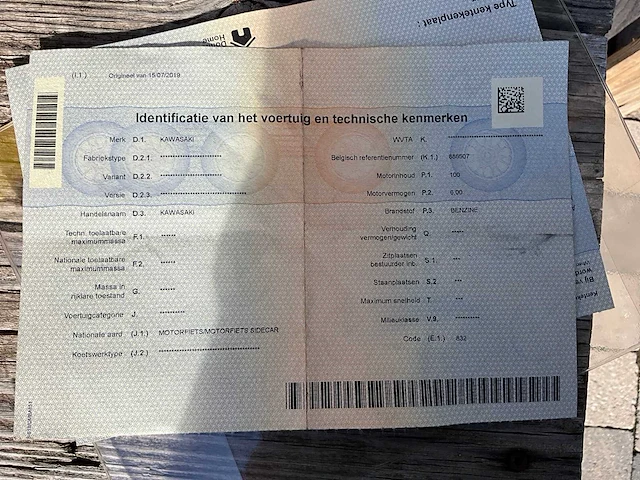 Type kentekenplaat :
Home
(I.1) Origineel van 15/07/2019
Identificatie van het voertuig en technische kenmerken
Merk D.1. KAWASAKI
Fabriekstype D.2.1. ********************
Variant D.2.2. ********************
Versie D.2.3. ****************************
Handelsnaam D.3. KAWASAKI
Techn. toelaatbare
maximummassa F.1. ******
Nationale toelaatbare
maximummassa F.2. ******
Massa in
rijklare toestand G. ******
Voertuigcategorie J. **********
Nationale aard (J.1.) MOTORFIETS/MOTORFIETS SIDECAR
Koetswerktype (J.2.) *********************************
WVTA K. *******************************
Belgisch referentienummer (K.1.)
Motorinhoud P.1. 100
Motorvermogen P.2. 6,00
Brandstof P.3. BENZINE
Verhouding
vermogen/gewicht Q. *****
Zitplaatsen
bestuurder inb. S.1. ***
Staanplaatsen S.2. ***
Maximum snelheid T. ***
Milieuklasse V.9. **********
Code (E.1.) 832